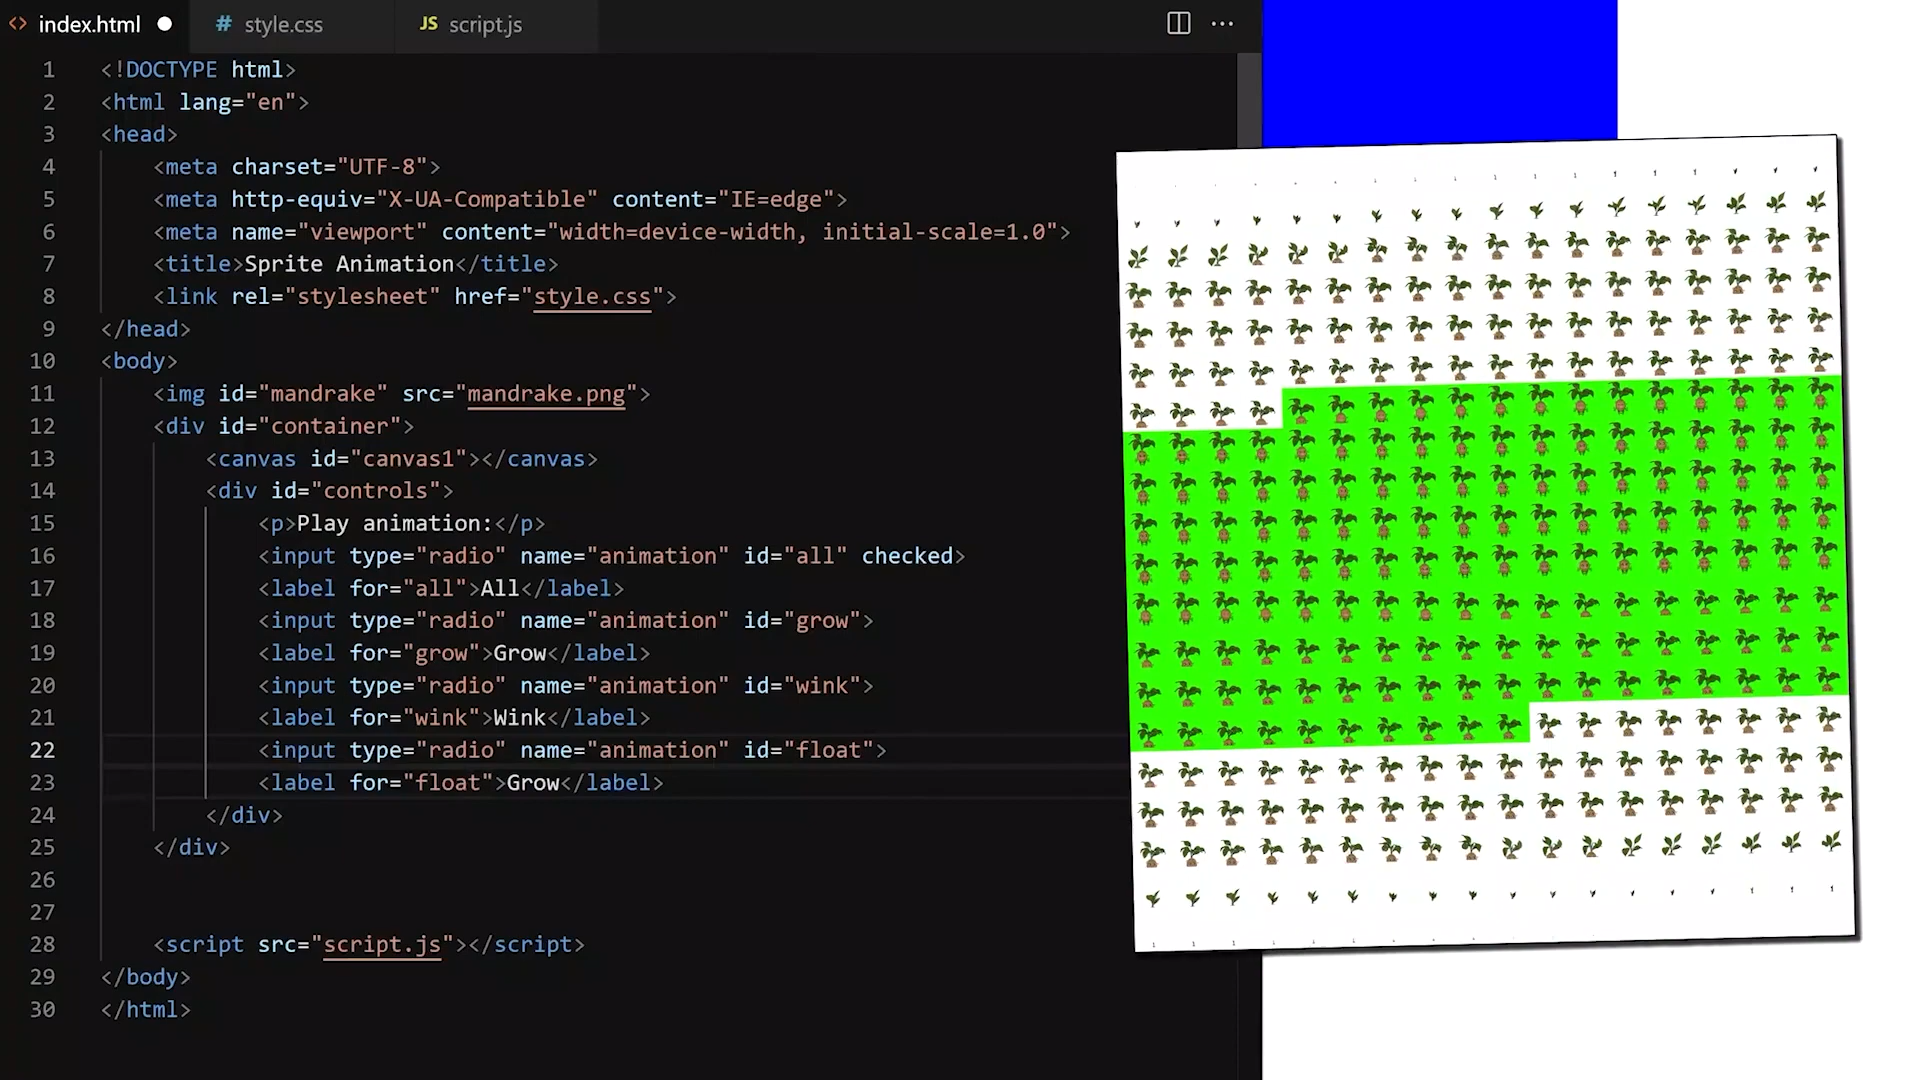 <> index.html
# style.css
JS script.js
1 <!DOCTYPE html>
2 <html lang="en">
3 <head>
4 <meta charset="UTF-8">
5 <meta http-equiv="X-UA-Compatible" content="IE=edge">
6 <meta name="viewport" content="width=device-width, initial-scale=1.0">
7 <title>Sprite Animation</title>
8 <link rel="stylesheet" href="style.css">
9 </head>
10 <body>
11 <img id="mandrake" src="mandrake.png">
12 <div id="container">
13 <canvas id="canvas1"></canvas>
14 <div id="controls">
15 <p>Play animation:</p>
16 <input type="radio" name="animation" id="all" checked>
17 <label for="all">All</label>
18 <input type="radio" name="animation" id="grow">
19 <label for="grow">Grow</label>
20 <input type="radio" name="animation" id="wink">
21 <label for="wink">Wink</label>
22 <input type="radio" name="animation" id="float">
23 <label for="float">Grow</label>
24 </div>
25 </div>
26
27
28 <script src="script.js"></script>
29 </body>
30 </html>